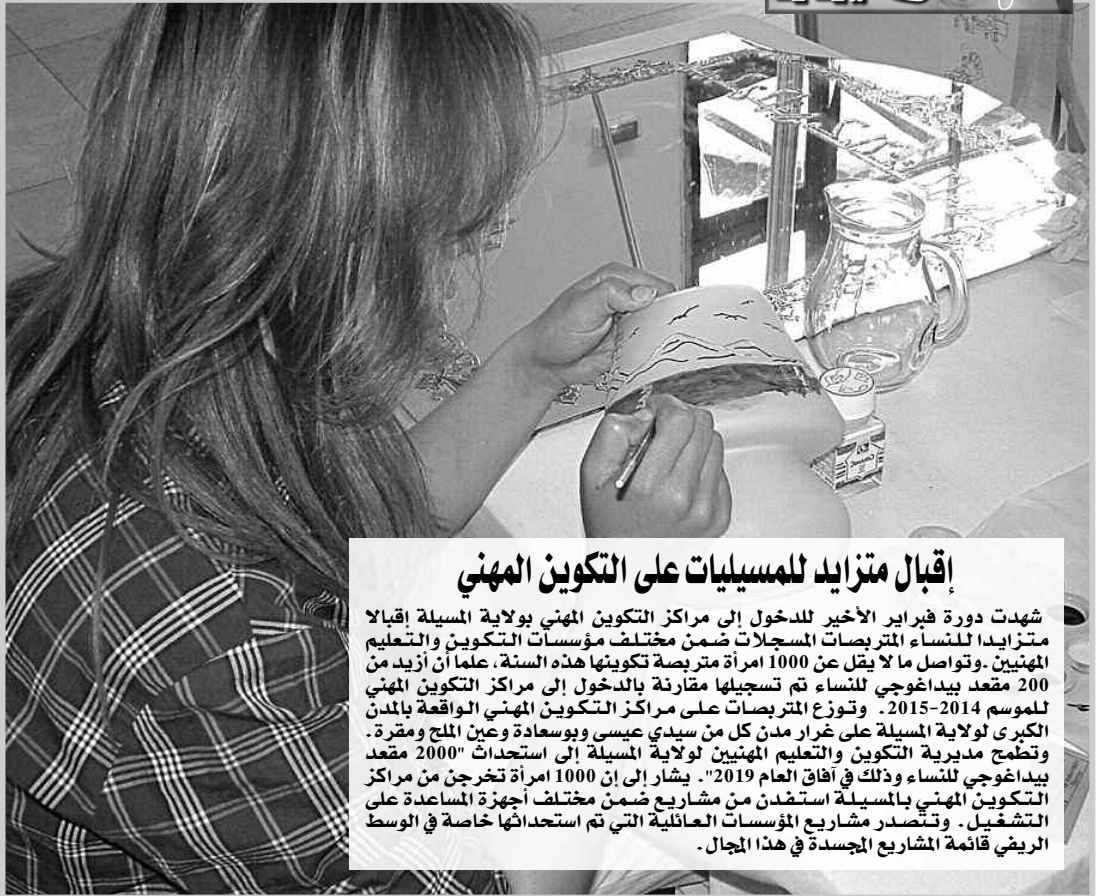 إقبال متزايد للمسيليات على التكوين المهني
شهدت دورة فبراير الأخير للدخول إلى مراكز التكوين المهني بولاية المسيلة إقبالا
متزايدا للنساء المتربصات المسجلات ضمن مختلف مؤسسات التكوين والتعليم
المهنيين .وتواصل ما لا يقل عن 1000 امرأة متربصة تكوينها هذه السنة، علما أن أزيد من
200 مقعد بيداغوجي للنساء تم تسجيلها مقارنة بالدخول إلى مراكز التكوين المهني
للموسم 2014-2015. وتوزع المتربصات على مراكز التكوين المهني الواقعة بالمدن
الكبرى لولاية المسيلة على غرار مدن كل من سيدي عيسى وبوسعادة وعين الملح ومقرة.
وتطمح مديرية التكوين والتعليم المهنيين لولاية المسيلة إلى استحداث "2000 مقعد
بيداغوجي للنساء وذلك في آفاق العام 2019". يشار إلى إن 1000 امرأة تخرجن من مراكز
التكوين المهني بالمسيلة استفدن من مشاريع ضمن مختلف أجهزة المساعدة على
التشغيل. وتتصدر مشاريع المؤسسات العائلية التي تم استحداثها خاصة في الوسط
الريفي قائمة المشاريع المجسدة في هذا المجال.